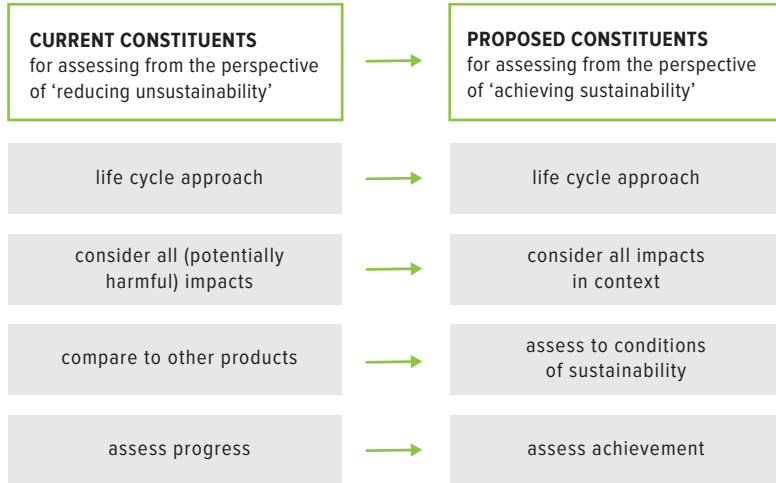 CURRENT CONSTITUENTS
for assessing from the perspective
of ‘reducing unsustainability’
PROPOSED CONSTITUENTS
for assessing from the perspective
of ‘achieving sustainability’
life cycle approach
life cycle approach
consider all (potentially
harmful) impacts
consider all impacts
in context
compare to other products
assess to conditions
of sustainability
assess progress
assess achievement